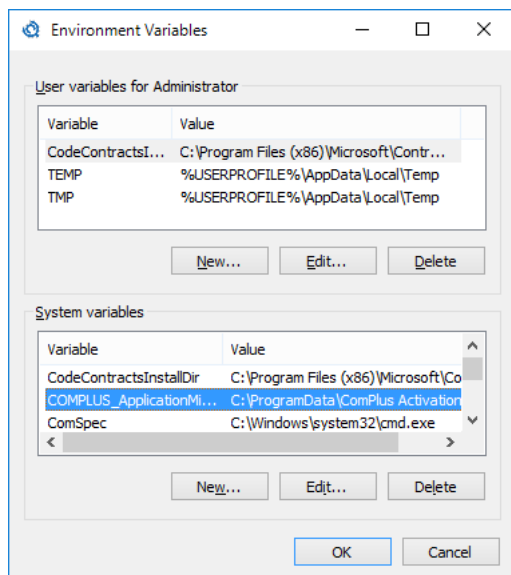 Environment Variables
User variables for Administrator
Variable Value
CodeContractsI... C:\Program Files (x86)\Microsoft\Contr...
TEMP %USERPROFILE%\AppData\Local\Temp
TMP %USERPROFILE%\AppData\Local\Temp
New... Edit... Delete
System variables
Variable Value
CodeContractsInstallDir C:\Program Files (x86)\Microsoft\Co
COMPLUS_ApplicationMi... C:\ProgramData\ComPlus Activation
ComSpec C:\Windows\system32\cmd.exe
New... Edit... Delete
OK Cancel